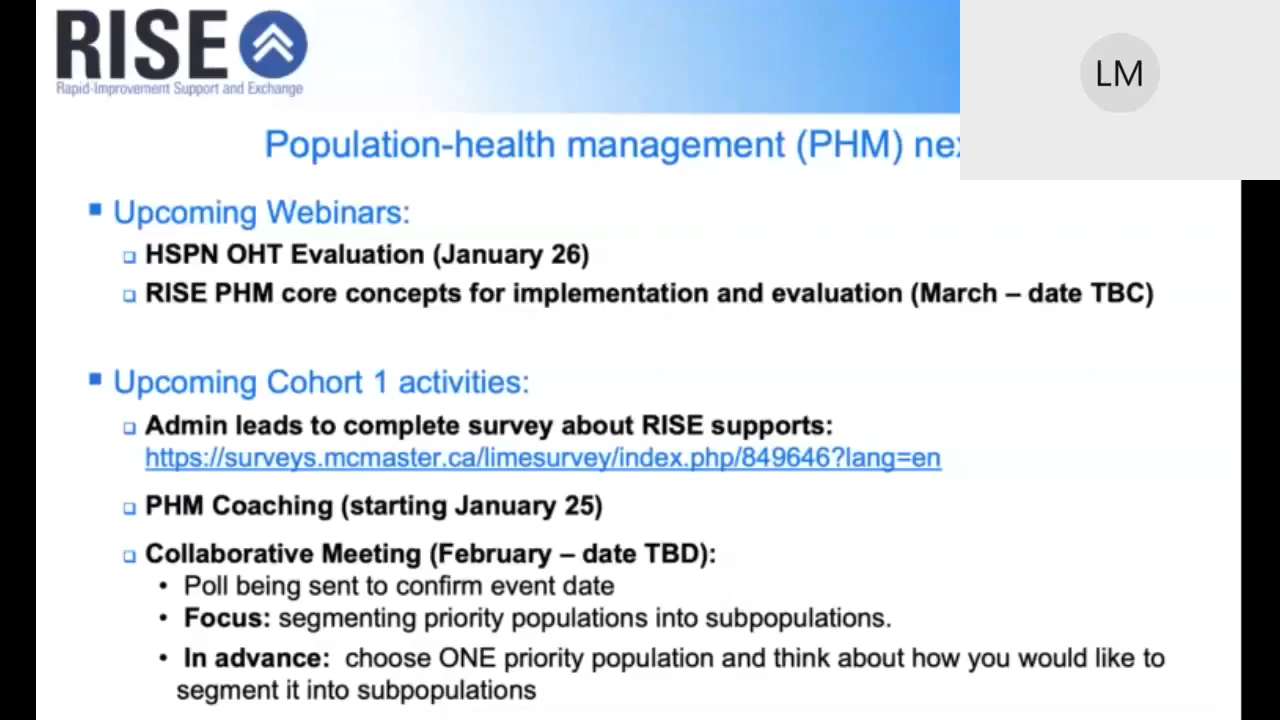 RISE
Rapid-Improvement Support and Exchange
LM
Population-health management (PHM)
Upcoming Webinars:
HSPN OHT Evaluation (January 26)
RISE PHM core concepts for implementation and evaluation (March – date TBC)
Upcoming Cohort 1 activities:
Admin leads to complete survey about RISE supports:
https://surveys.mcmaster.ca/limesurvey/index.php/849646?lang=en
PHM Coaching (starting January 25)
Collaborative Meeting (February – date TBD):
• Poll being sent to confirm event date
• Focus: segmenting priority populations into subpopulations.
• In advance: choose ONE priority population and think about how you would like to
segment it into subpopulations